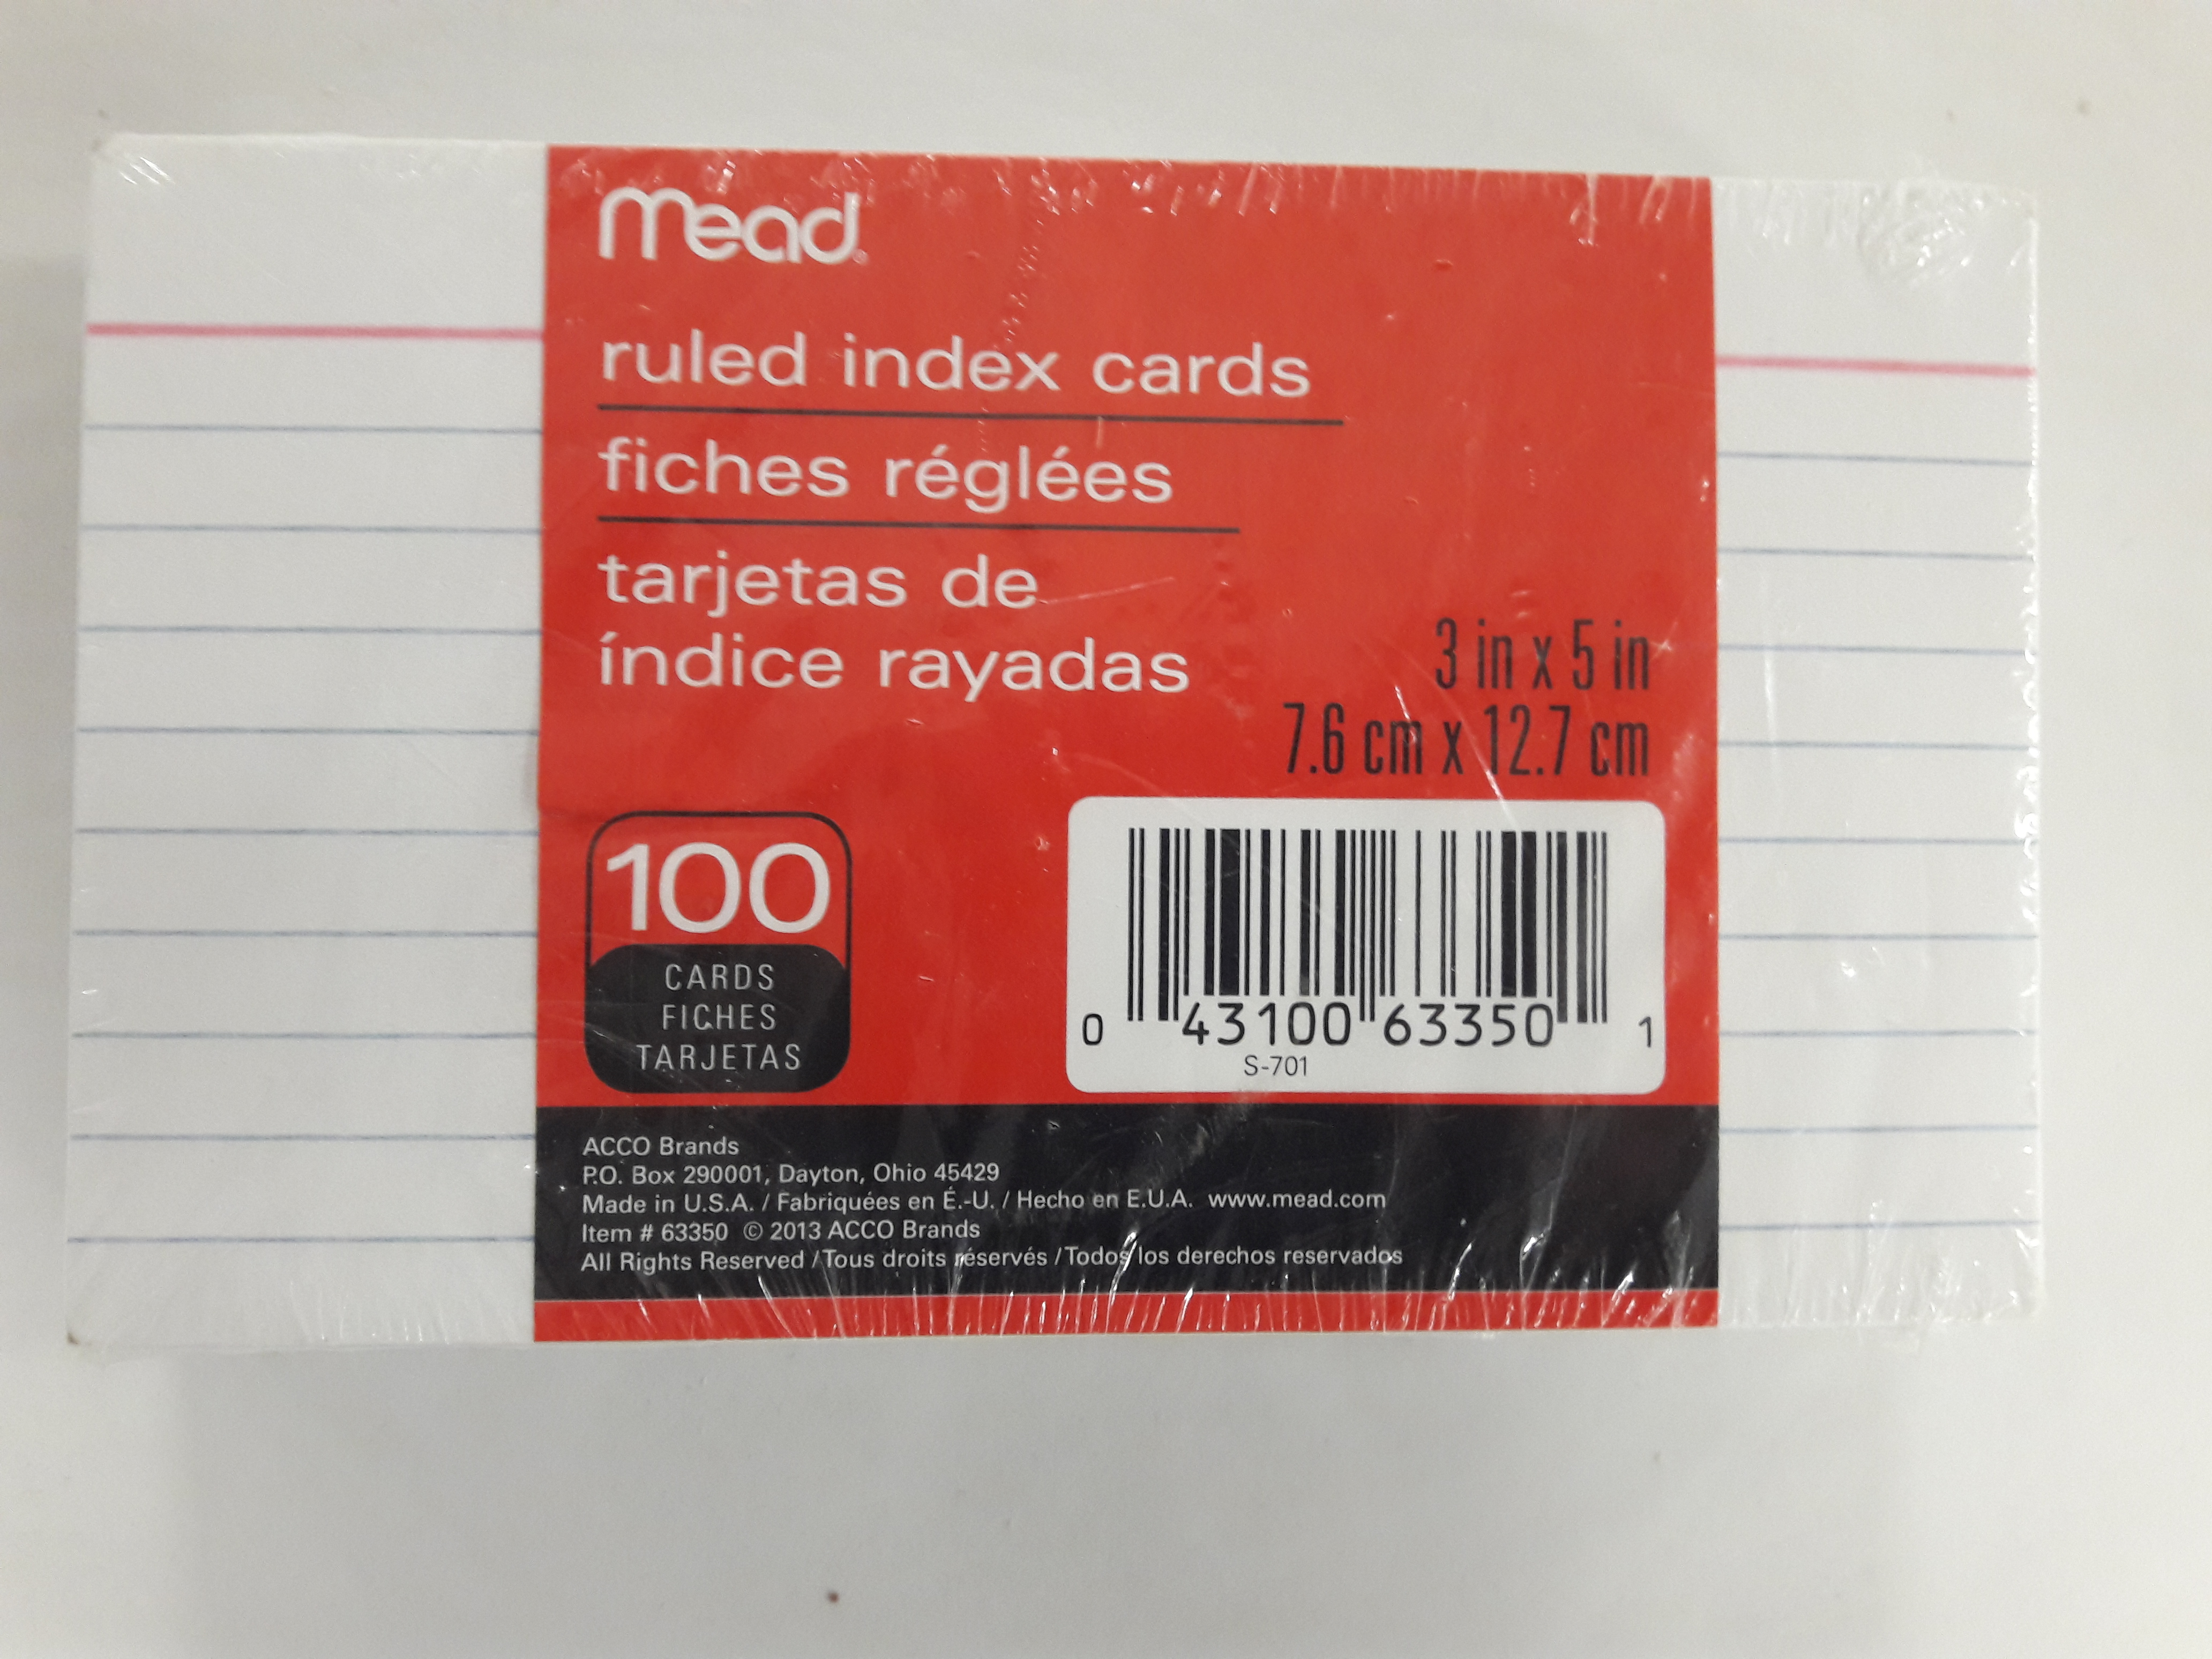 mead
ruled index cards
fiches réglées
tarjetas de
índice rayadas
3 in x 5 in
7.6 cm x 12.7 cm
100
CARDS
FICHES
TARJETAS
0 43100 63350 1
S-701
ACCO Brands
P.O. Box 290001, Dayton, Ohio 45429
Made in U.S.A. / Fabriquées en É.-U. / Hecho en E.U.A. www.mead.com
Item # 63350 © 2013 ACCO Brands
All Rights Reserved / Tous droits réservés / Todos los derechos reservados